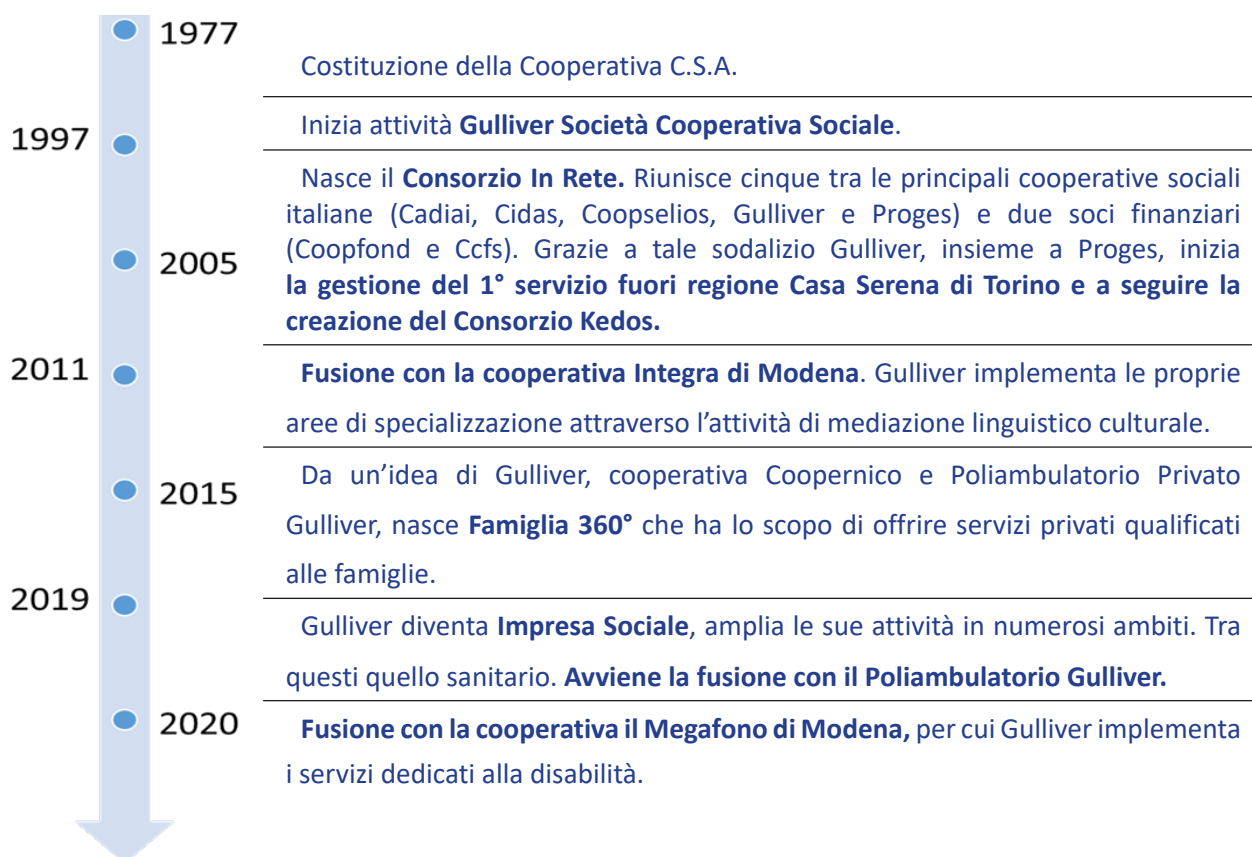 1977
Costituzione della Cooperativa C.S.A.
1997
Inizia attività Gulliver Società Cooperativa Sociale.
2005
Nasce il Consorzio In Rete. Riunisce cinque tra le principali cooperative sociali
italiane (Cadiai, Cidas, Coopselios, Gulliver e Proges) e due soci finanziari
(Coopfond e Ccfs). Grazie a tale sodalizio Gulliver, insieme a Proges, inizia
la gestione del 1° servizio fuori regione Casa Serena di Torino e a seguire la
creazione del Consorzio Kedos.
2011
Fusione con la cooperativa Integra di Modena. Gulliver implementa le proprie
aree di specializzazione attraverso l’attività di mediazione linguistico culturale.
2015
Da un’idea di Gulliver, cooperativa Coopernico e Poliambulatorio Privato
Gulliver, nasce Famiglia 360° che ha lo scopo di offrire servizi privati qualificati
alle famiglie.
2019
Gulliver diventa Impresa Sociale, amplia le sue attività in numerosi ambiti. Tra
questi quello sanitario. Avviene la fusione con il Poliambulatorio Gulliver.
2020
Fusione con la cooperativa il Megafono di Modena, per cui Gulliver implementa
i servizi dedicati alla disabilità.